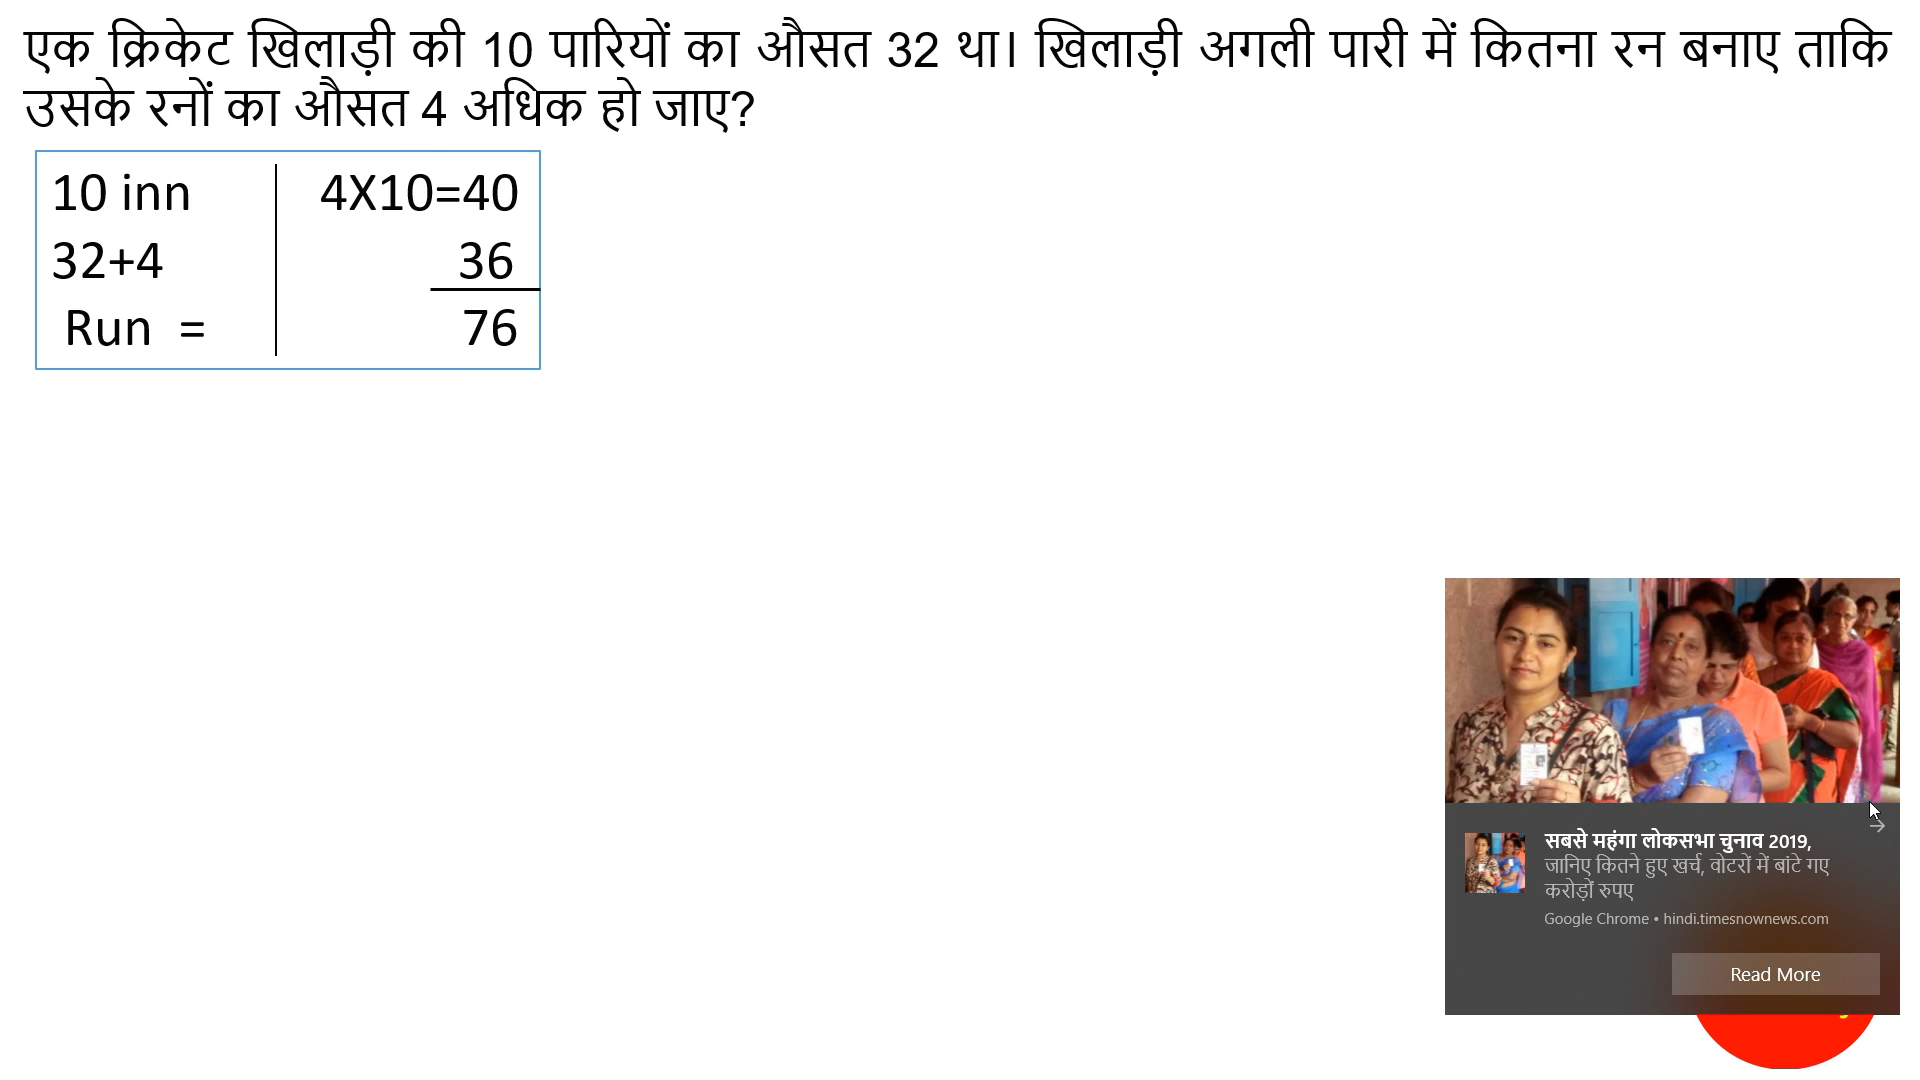 एक क्रिकेट खिलाड़ी की 10 पारियों का औसत 32 था। खिलाड़ी अगली पारी में कितना रन बनाए ताकि
उसके रनों का औसत 4 अधिक हो जाए?
10 inn 4X10=40
32+4 36
Run = 76
सबसे महंगा लोकसभा चुनाव 2019,
जानिए कितने हुए खर्च, वोटरों में बांटे गए
करोड़ों रुपए
Google Chrome • hindi.timesnownews.com
Read More